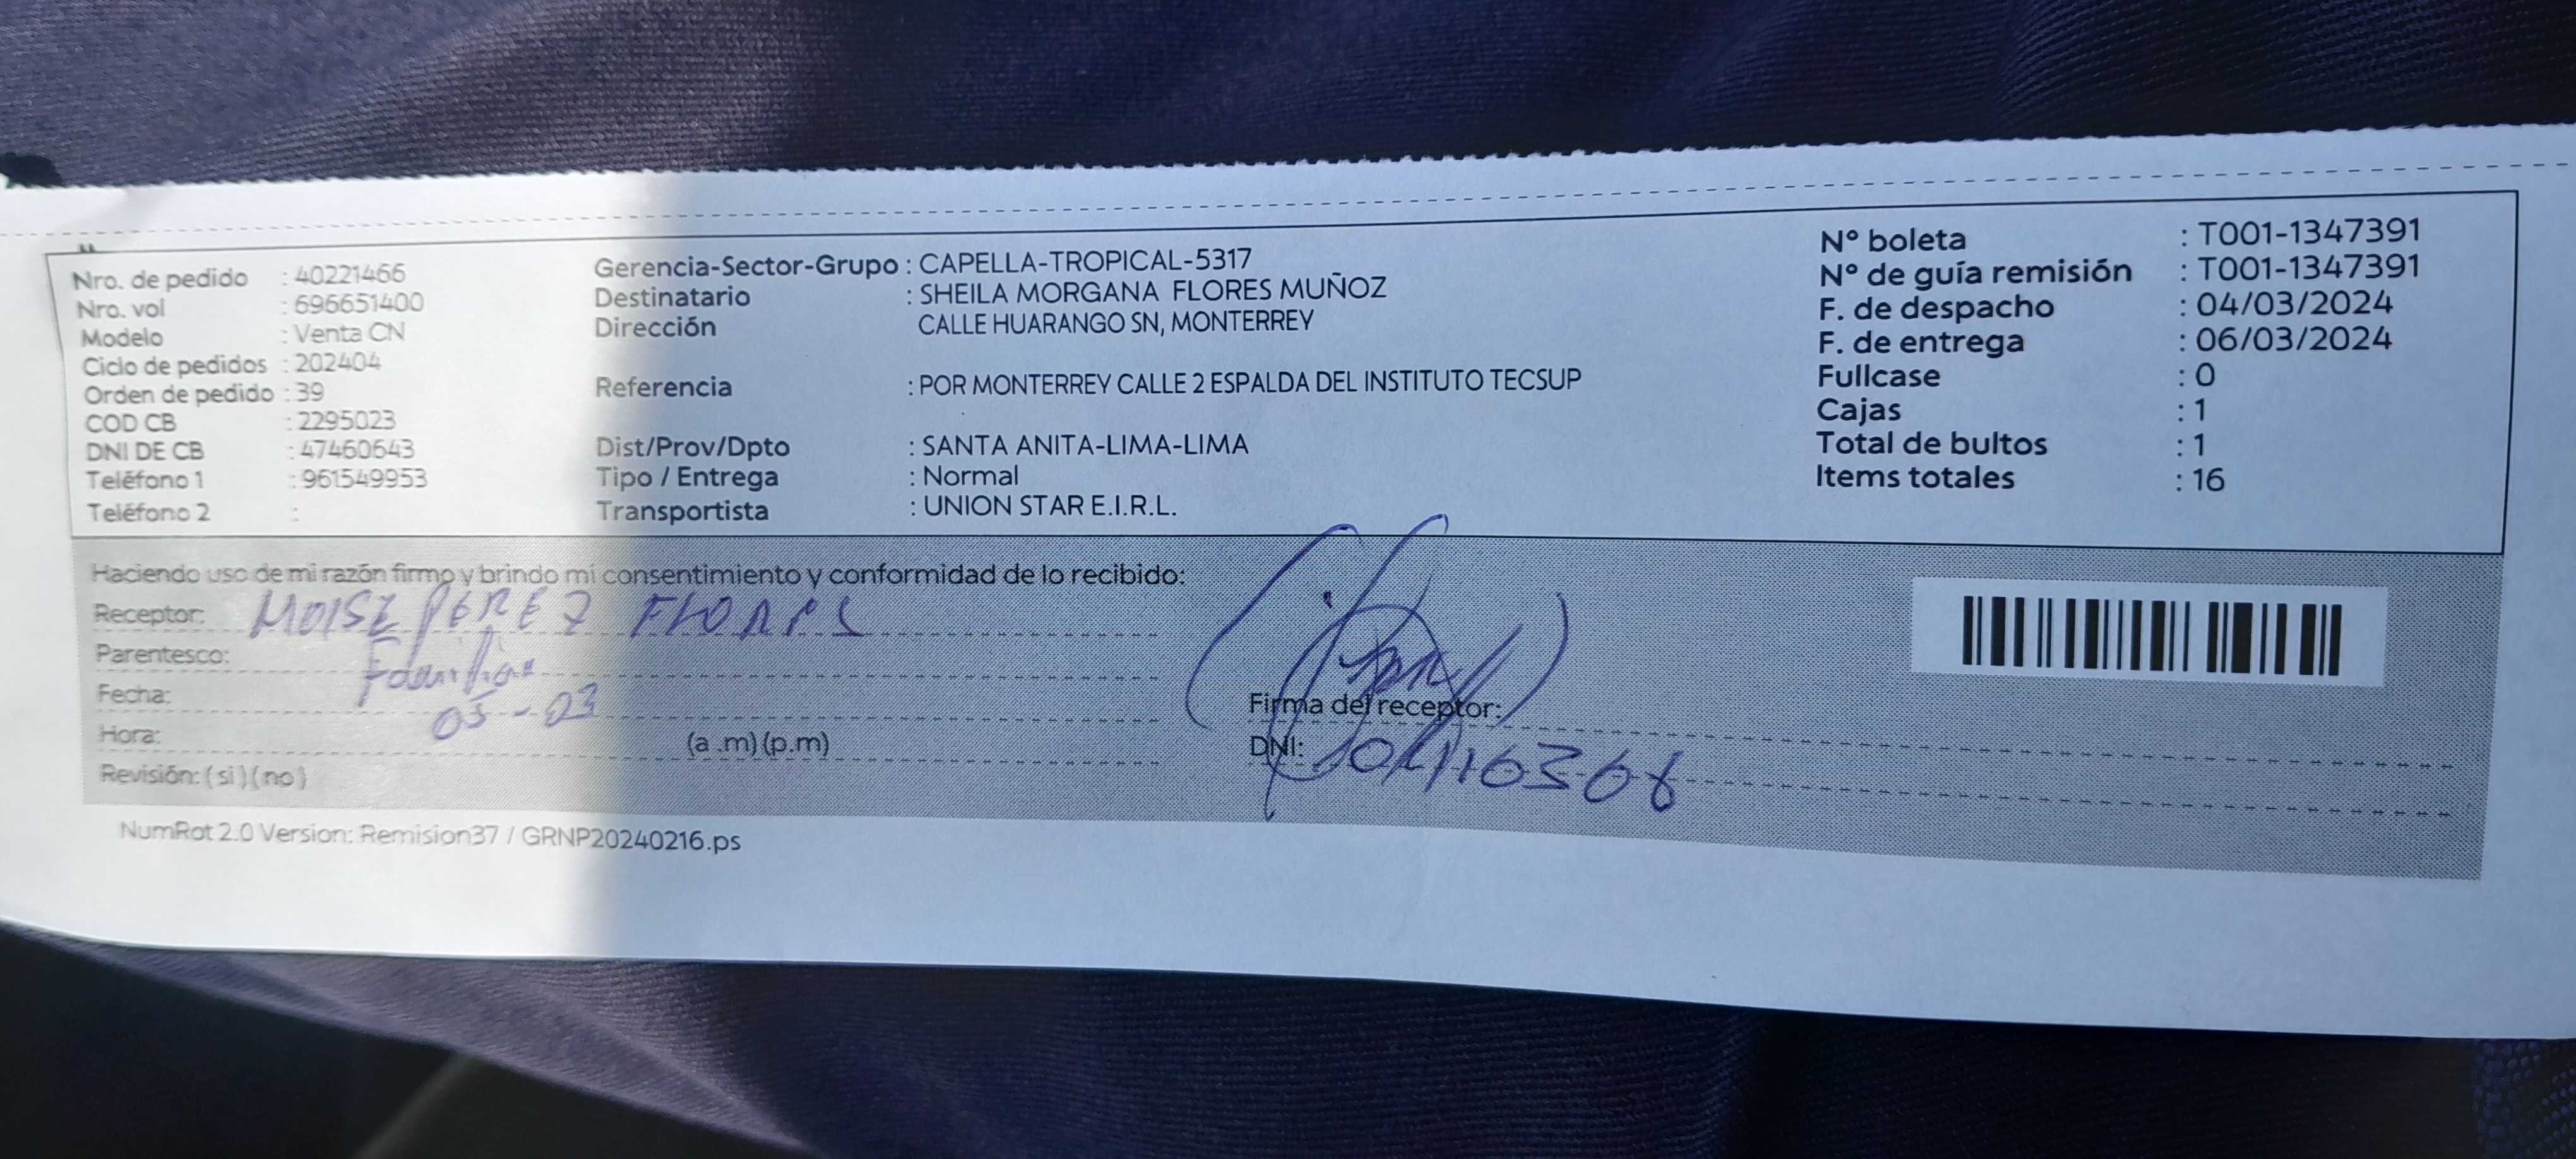 Nro. de pedido : 40221466
Nro. vol : 696651400
Modelo : Venta CN
Ciclo de pedidos : 202404
Orden de pedido : 39
COD CB : 2295023
DNI DE CB : 47460643
Teléfono 1 : 961549953
Teléfono 2 :
Gerencia-Sector-Grupo : CAPELLA-TROPICAL-5317
Destinatario : SHEILA MORGANA FLORES MUÑOZ
Dirección CALLE HUARANGO SN, MONTERREY
Referencia : POR MONTERREY CALLE 2 ESPALDA DEL INSTITUTO TECSUP
Dist/Prov/Dpto : SANTA ANITA-LIMA-LIMA
Tipo / Entrega : Normal
Transportista : UNION STAR E.I.R.L.
Nº boleta : T001-1347391
Nº de guía remisión : T001-1347391
F. de despacho : 04/03/2024
F. de entrega : 06/03/2024
Fullcase : 0
Cajas : 1
Total de bultos : 1
Items totales : 16
Haciendo uso de mi razón firmo y brindo mi consentimiento y conformidad de lo recibido:
Receptor: PEREZ
Parentesco: Familiar
Fecha: 05-03
Hora: (a .m) (p.m)
Revisión: ( si ) ( no )
Firma del receptor:
DNI:
NumRot 2.0 Version: Remision37 / GRNP20240216.ps